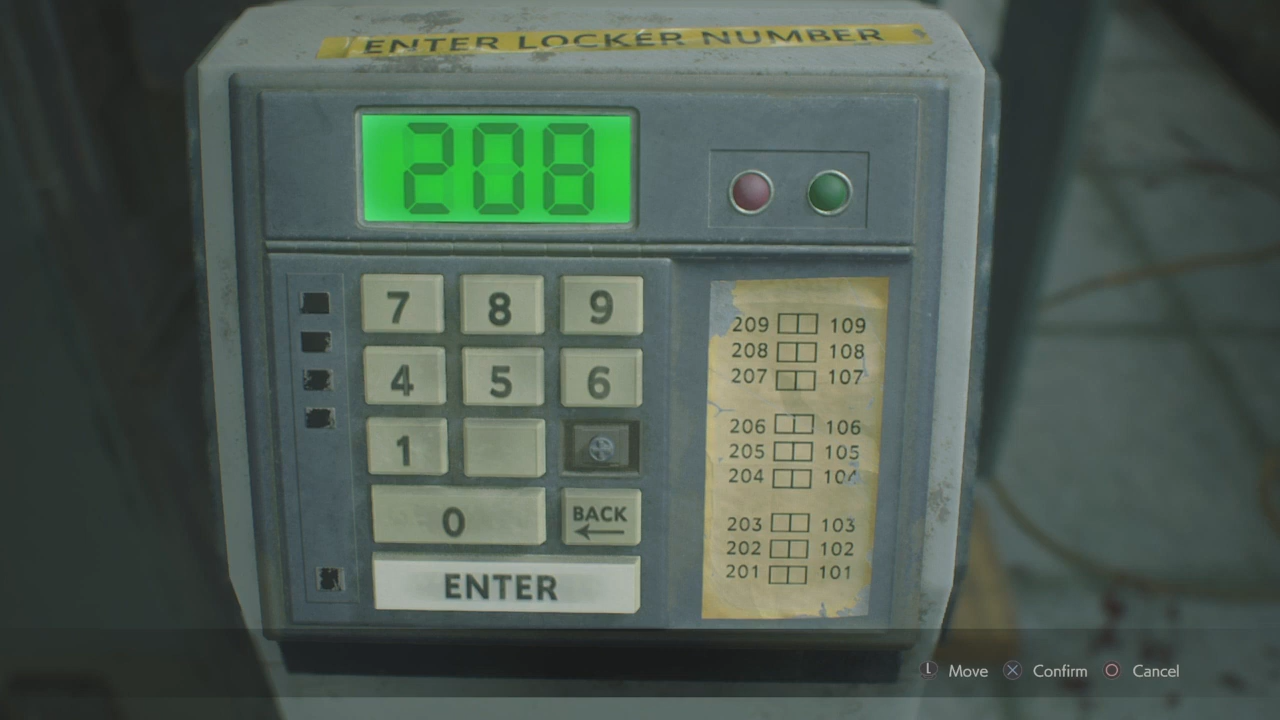 ENTER LOCKER NUMBER
208
7 8 9
4 5 6
1
0 BACK
ENTER
209 109
208 108
207 107
206 106
205 105
204 104
203 103
202 102
201 101
L Move Confirm Cancel